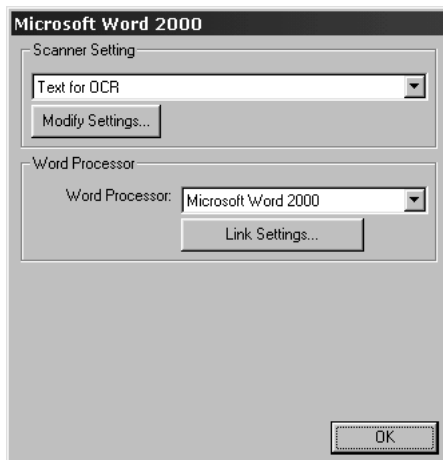 Microsoft Word 2000
Scanner Setting
Text for OCR
Modify Settings...
Word Processor
Word Processor: Microsoft Word 2000
Link Settings...
OK